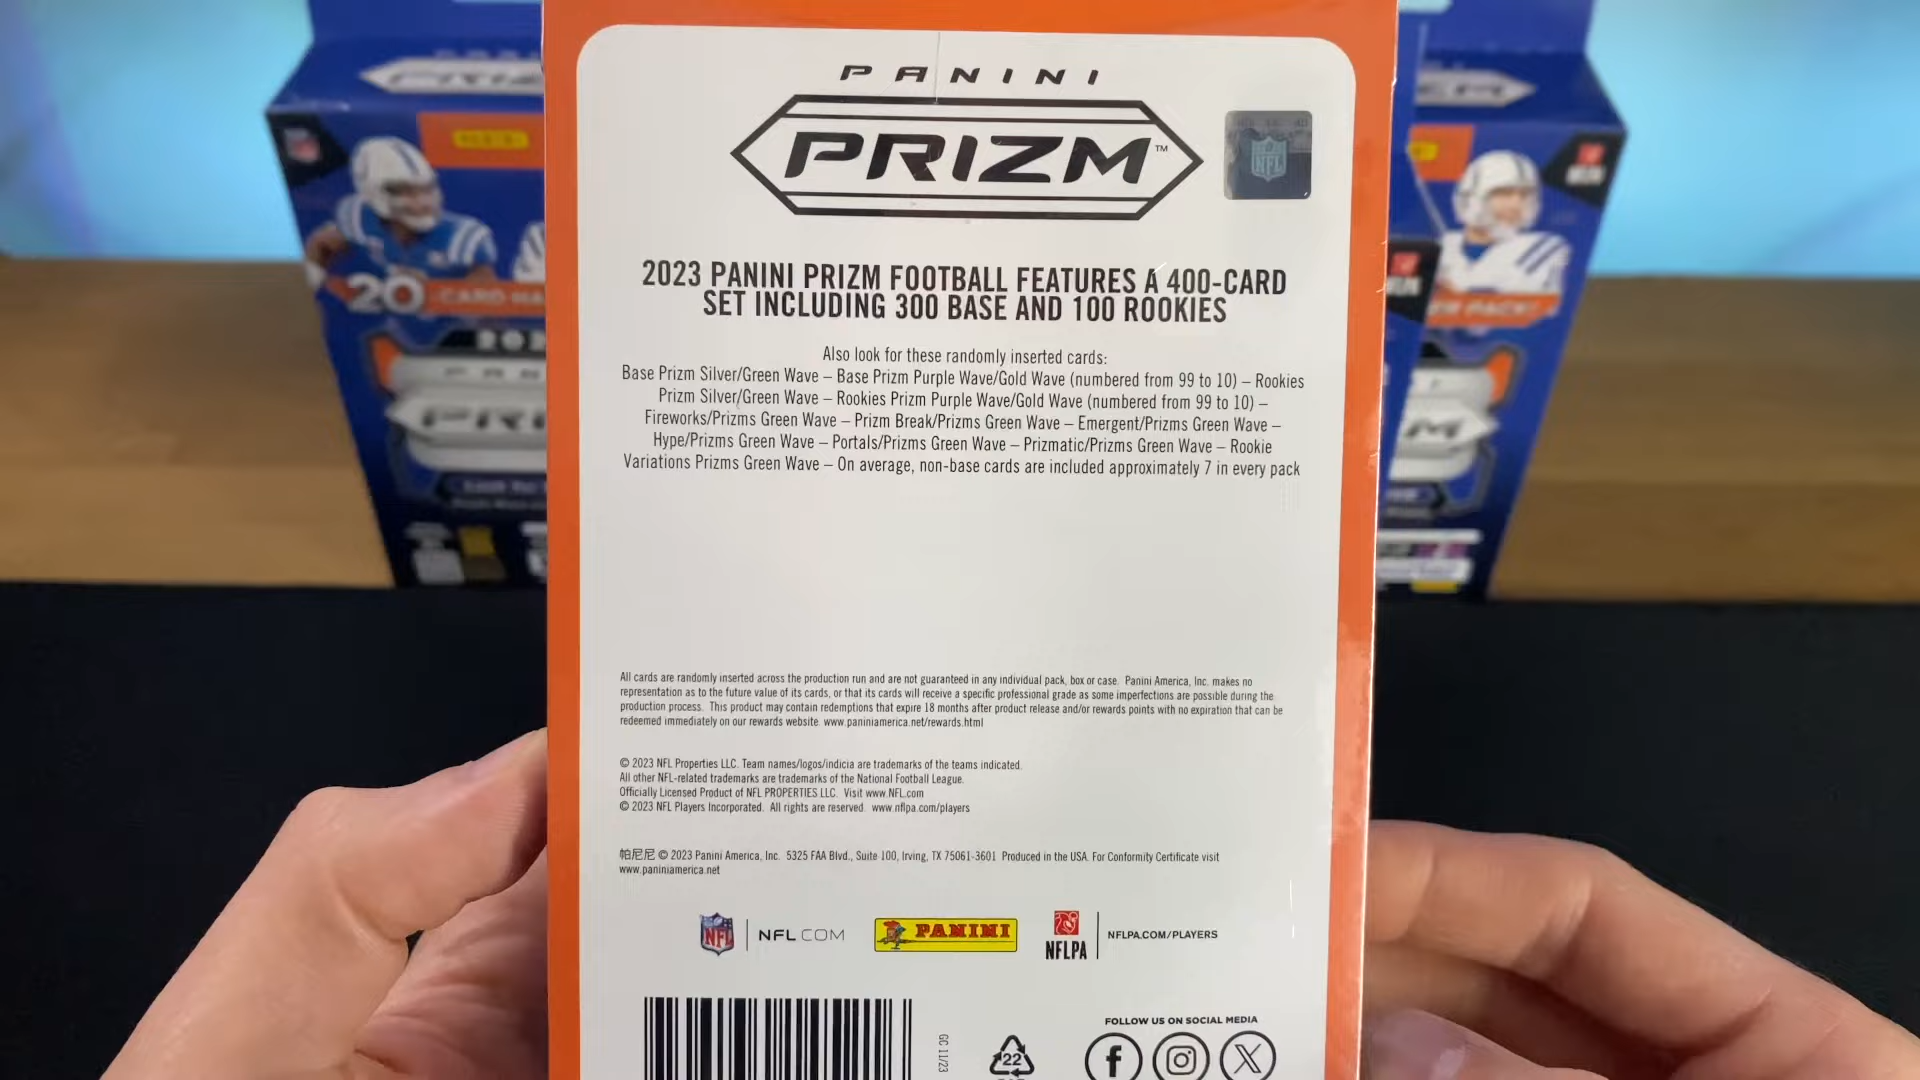 PANINI
PRIZM™
NFL
2023 PANINI PRIZM FOOTBALL FEATURES A 400-CARD
SET INCLUDING 300 BASE AND 100 ROOKIES
Also look for these randomly inserted cards:
Base Prizm Silver/Green Wave – Base Prizm Purple Wave/Gold Wave (numbered from 99 to 10) – Rookies
Prizm Silver/Green Wave – Rookies Prizm Purple Wave/Gold Wave (numbered from 99 to 10) –
Fireworks/Prizms Green Wave – Prizm Break/Prizms Green Wave – Emergent/Prizms Green Wave –
Hype/Prizms Green Wave – Portals/Prizms Green Wave – Prizmatic/Prizms Green Wave – Rookie
Variations Prizms Green Wave – On average, non-base cards are included approximately 7 in every pack
All cards are randomly inserted across the production run and are not guaranteed in any individual pack, box or case. Panini America, Inc. makes no
representation as to the future value of its cards, or that its cards will receive a specific professional grade as some imperfections are possible during the
production process. This product may contain redemptions that expire 18 months after product release and/or rewards points with no expiration that can be
redeemed immediately on our rewards website www.paniniamerica.net/rewards.html
© 2023 NFL Properties LLC. Team names/logos/indicia are trademarks of the teams indicated.
All other NFL-related trademarks are trademarks of the National Football League.
Officially Licensed Product of NFL PROPERTIES LLC. Visit www.NFL.com
© 2023 NFL Players Incorporated. All rights are reserved. www.nflpa.com/players
帕尼尼 © 2023 Panini America, Inc. 5325 FAA Blvd., Suite 100, Irving, TX 75061-3601 Produced in the USA. For Conformity Certificate visit
www.paniniamerica.net
NFL NFL.COM PANINI NFLPA NFLPA.COM/PLAYERS
GC 11/23
22
FOLLOW US ON SOCIAL MEDIA
20 CARD